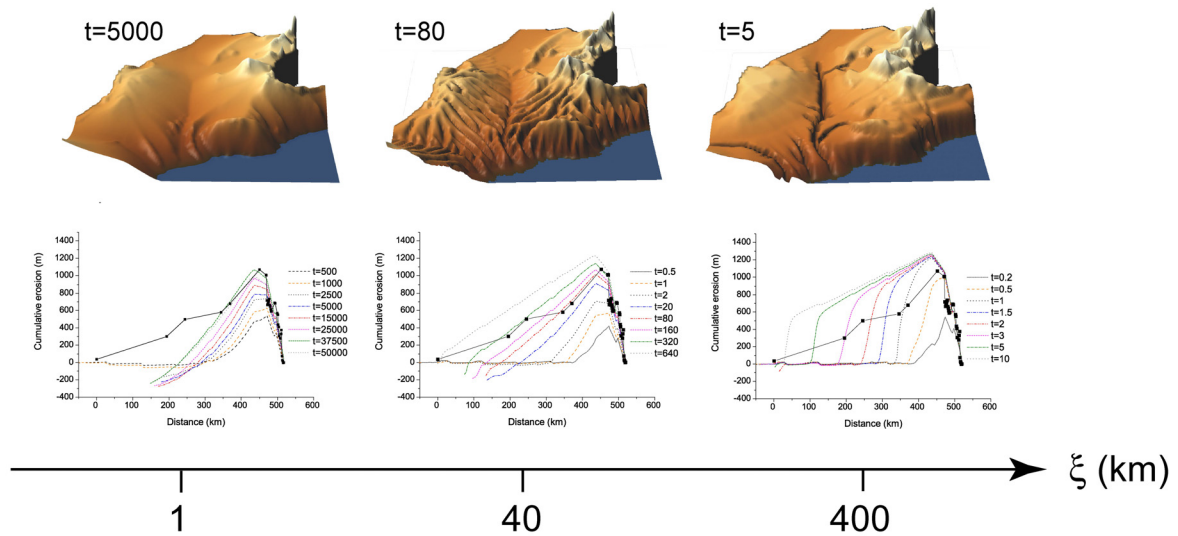 t=5000
t=80
t=5
1400
1200
1000
800
600
400
200
0
-200
-400
Cumulative erosion (m)
0
100
200
300
400
500
600
Distance (km)
t=500
t=1000
t=2500
t=5000
t=15000
t=25000
t=37500
t=50000
1400
1200
1000
800
600
400
200
0
-200
-400
Cumulative erosion (m)
0
100
200
300
400
500
600
Distance (km)
t=0.5
t=1
t=2
t=20
t=80
t=160
t=320
t=640
1400
1200
1000
800
600
400
200
0
-200
-400
Cumulative erosion (m)
0
100
200
300
400
500
600
Distance (km)
t=0.2
t=0.5
t=1
t=1.5
t=2
t=3
t=5
t=10
ξ (km)
1
40
400